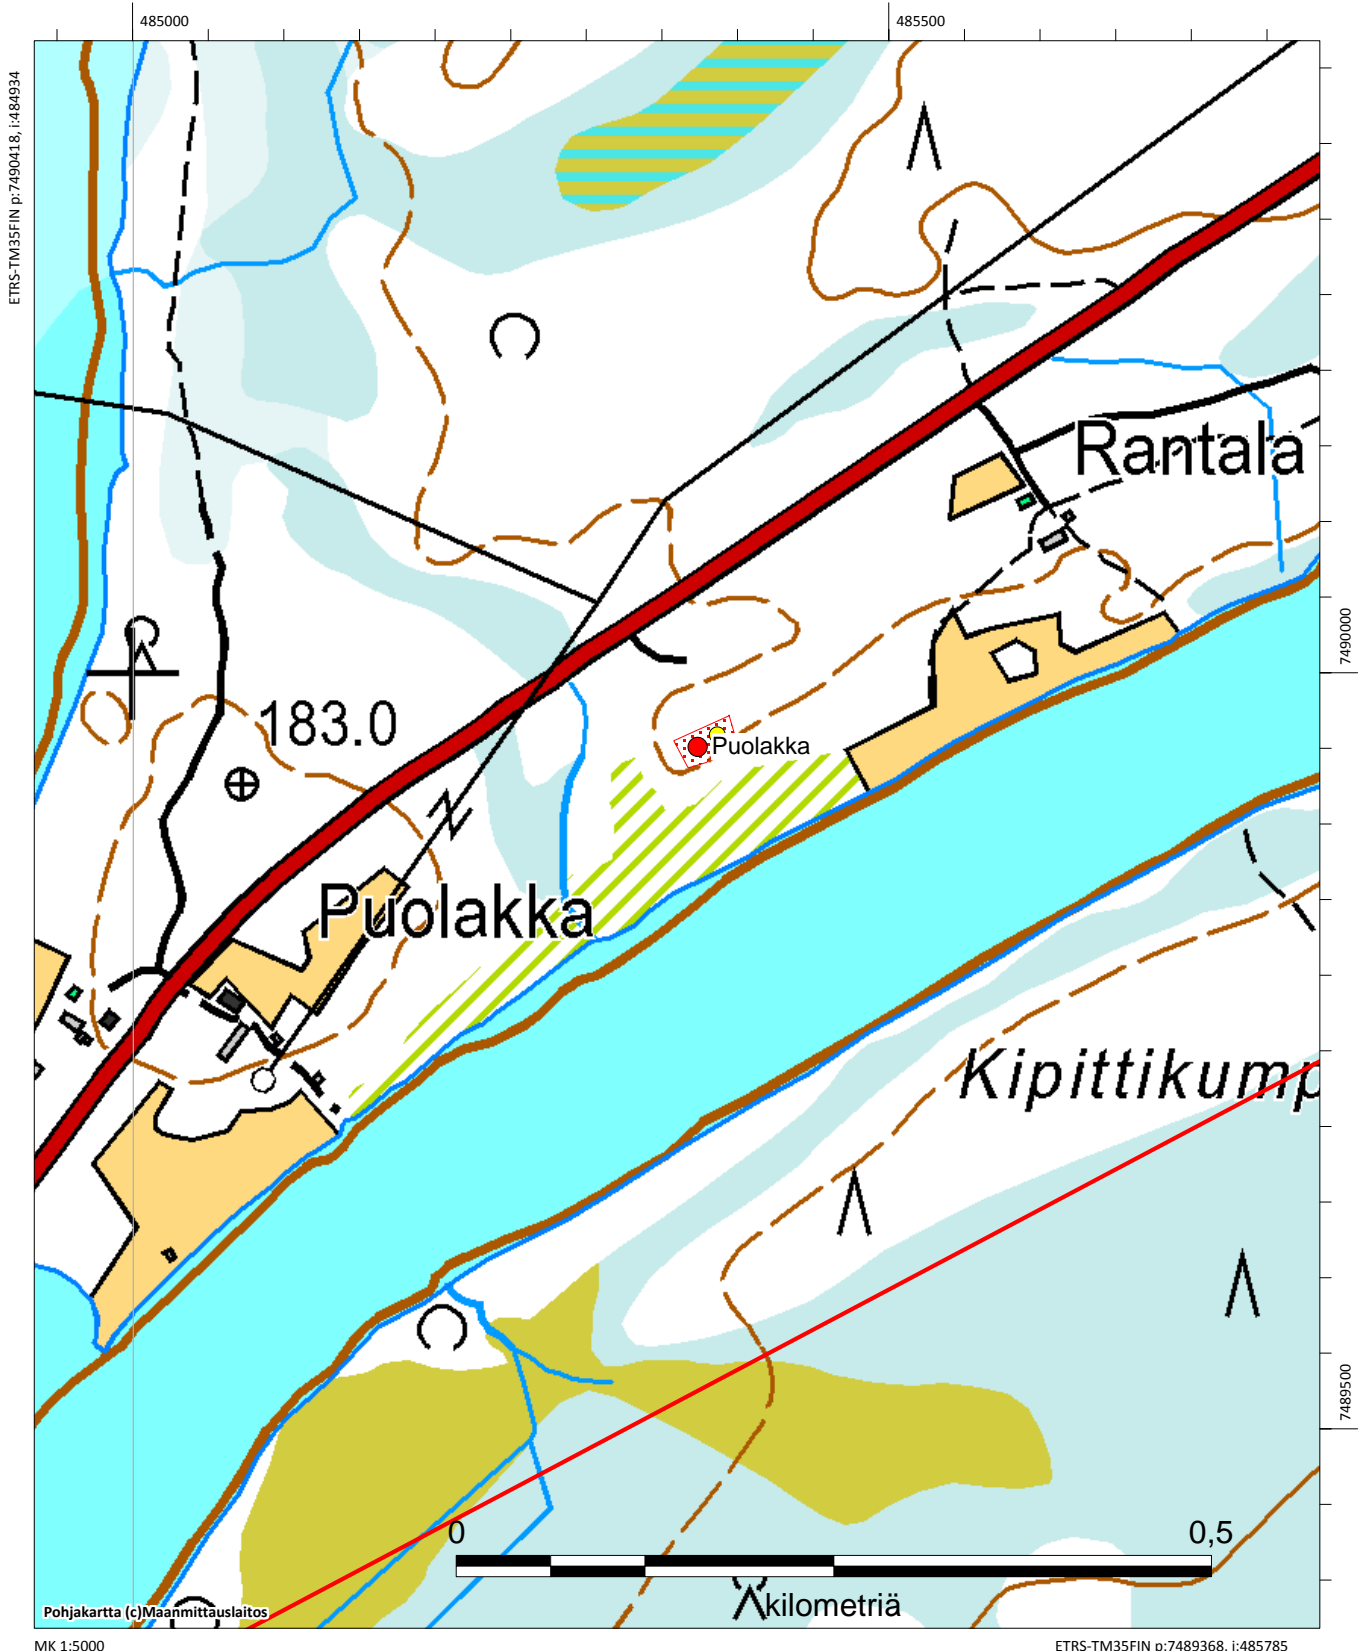 485000
485500
ETRS-TM35FIN p:7490418, i:484934
Rantala
7490000
183.0
Puolakka
Puolakka
Kipittikump
7489500
0
0,5
kilometriä
Pohjakartta (c)Maanmittauslaitos
MK 1:5000
ETRS-TM35FIN p:7489368, i:485785